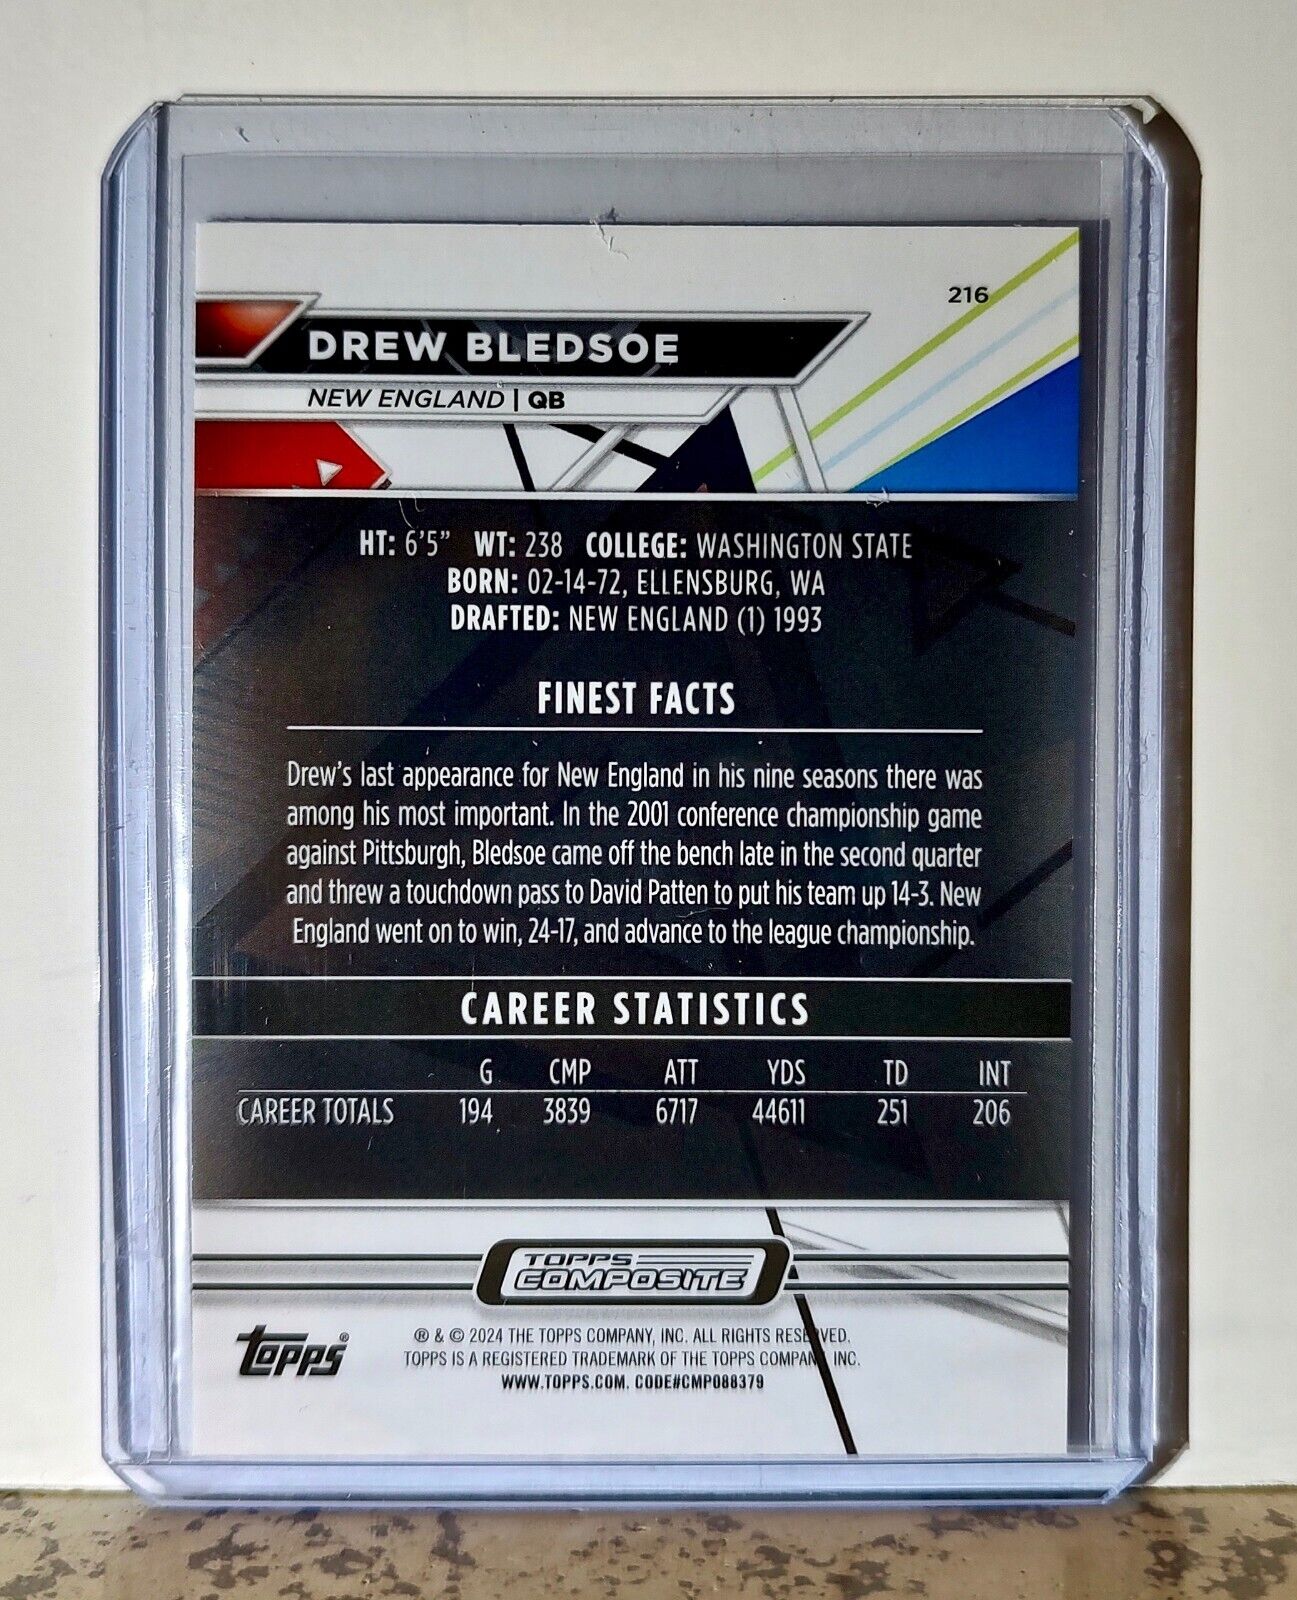 216
DREW BLEDSOE
NEW ENGLAND | QB
HT: 6'5" WT: 238 COLLEGE: WASHINGTON STATE
BORN: 02-14-72, ELLENSBURG, WA
DRAFTED: NEW ENGLAND (1) 1993
FINEST FACTS
Drew's last appearance for New England in his nine seasons there was
among his most important. In the 2001 conference championship game
against Pittsburgh, Bledsoe came off the bench late in the second quarter
and threw a touchdown pass to David Patten to put his team up 14-3. New
England went on to win, 24-17, and advance to the league championship.
CAREER STATISTICS
G CMP ATT YDS TD INT
CAREER TOTALS 194 3839 6717 44611 251 206
TOPPS
COMPOSITE
topps®
® & © 2024 THE TOPPS COMPANY, INC. ALL RIGHTS RESERVED.
TOPPS IS A REGISTERED TRADEMARK OF THE TOPPS COMPANY, INC.
WWW.TOPPS.COM. CODE#CMP088379